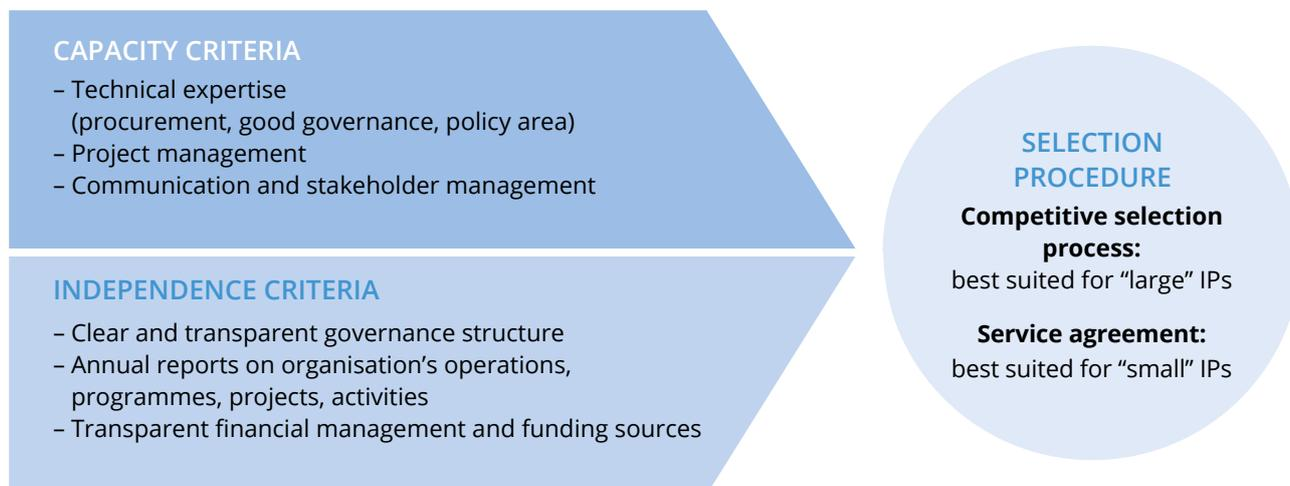 CAPACITY CRITERIA
– Technical expertise
(procurement, good governance, policy area)
– Project management
– Communication and stakeholder management
INDEPENDENCE CRITERIA
– Clear and transparent governance structure
– Annual reports on organisation’s operations,
programmes, projects, activities
– Transparent financial management and funding sources
SELECTION
PROCEDURE
Competitive selection
process:
best suited for “large” IPs
Service agreement:
best suited for “small” IPs